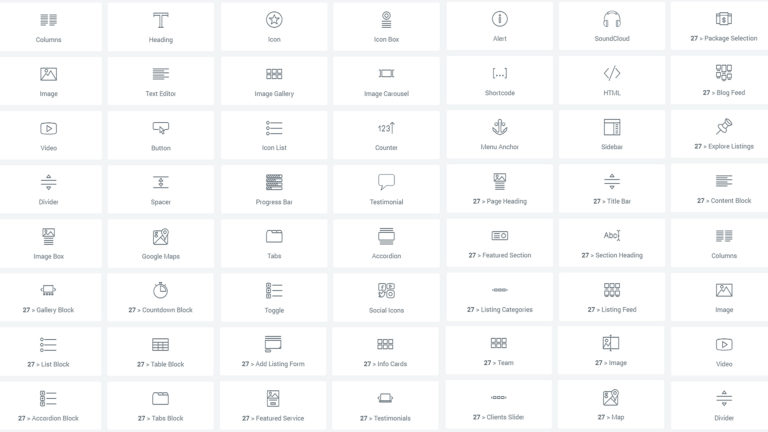 Columns
Heading
Icon
Icon Box
Alert
SoundCloud
27 > Package Selection
Image
Text Editor
Image Gallery
Image Carousel
[...]
Shortcode
HTML
27 > Blog Feed
Video
Button
Icon List
123
Counter
Menu Anchor
Sidebar
27 > Explore Listings
Divider
Spacer
Progress Bar
Testimonial
27 > Page Heading
27 > Title Bar
27 > Content Block
Image Box
Google Maps
Tabs
Accordion
27 > Featured Section
Abc
27 > Section Heading
Columns
27 > Gallery Block
27 > Countdown Block
Toggle
Social Icons
27 > Listing Categories
27 > Listing Feed
Image
27 > List Block
27 > Table Block
27 > Add Listing Form
27 > Info Cards
27 > Team
27 > Image
Video
27 > Accordion Block
27 > Tabs Block
27 > Featured Service
27 > Testimonials
27 > Clients Slider
27 > Map
Divider